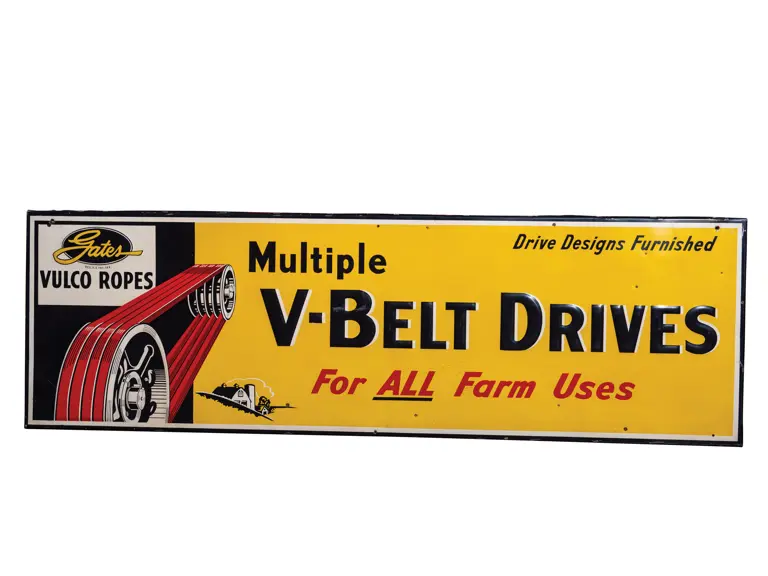 Gates
VULCO ROPES
Multiple
V-BELT DRIVES
For ALL Farm Uses
Drive Designs Furnished